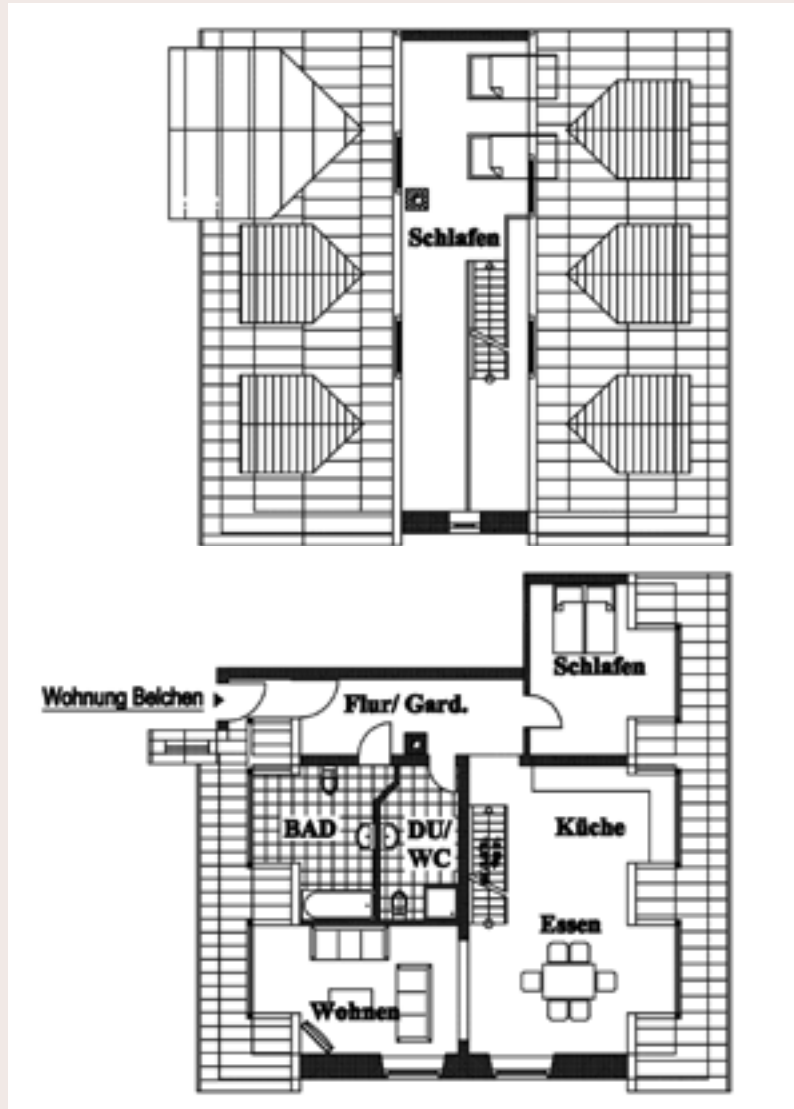 Schlafen
Schlafen
Wohnung Belchen
Flur/ Gard.
BAD
DU/
WC
Küche
Essen
Wohnen